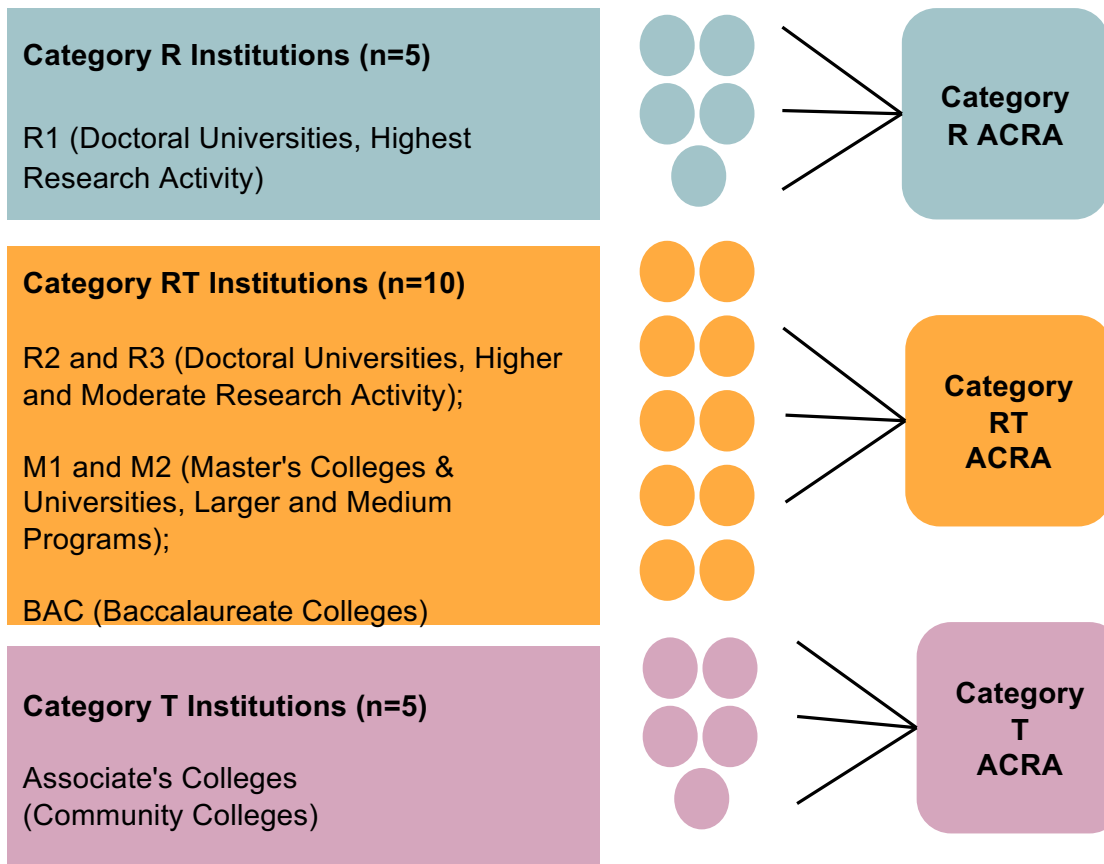 Category R Institutions (n=5)
R1 (Doctoral Universities, Highest
Research Activity)
Category
R ACRA
Category RT Institutions (n=10)
R2 and R3 (Doctoral Universities, Higher
and Moderate Research Activity);
M1 and M2 (Master's Colleges &
Universities, Larger and Medium
Programs);
BAC (Baccalaureate Colleges)
Category
RT
ACRA
Category T Institutions (n=5)
Associate's Colleges
(Community Colleges)
Category
T
ACRA